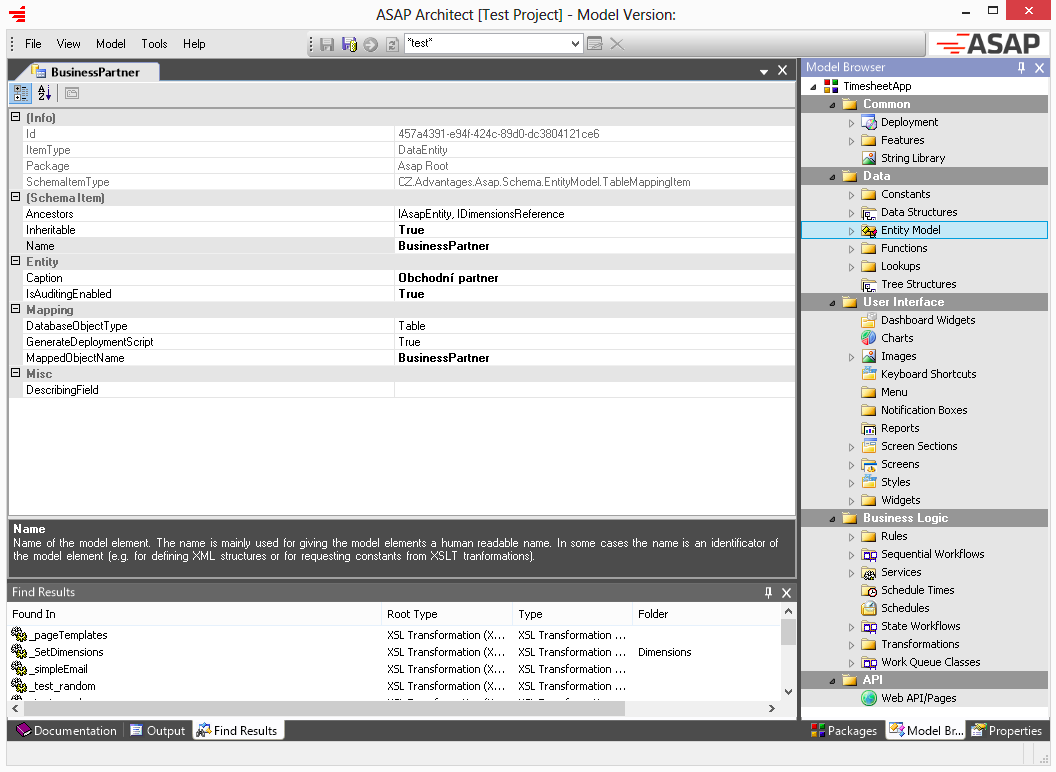 ASAP Architect [Test Project] - Model Version:
File View Model Tools Help
*test*
ASAP
BusinessPartner
(Info)
Id 457a4391-e94f-424c-89d0-dc3804121ce6
ItemType DataEntity
Package Asap Root
SchemaItemType CZ.Advantages.Asap.Schema.EntityModel.TableMappingItem
(Schema Item)
Ancestors IAsapEntity, IDimensionsReference
Inheritable True
Name BusinessPartner
Entity
Caption Obchodní partner
IsAuditingEnabled True
Mapping
DatabaseObjectType Table
GenerateDeploymentScript True
MappedObjectName BusinessPartner
Misc
DescribingField
Name
Name of the model element. The name is mainly used for giving the model elements a human readable name. In some cases the name is an identificator of
the model element (e.g. for defining XML structures or for requesting constants from XSLT tranformations).
Find Results
Found In Root Type Type Folder
_pageTemplates XSL Transformation (X... XSL Transformation ...
_SetDimensions XSL Transformation (X... XSL Transformation ... Dimensions
_simpleEmail XSL Transformation (X... XSL Transformation ...
_test_random XSL Transformation (X... XSL Transformation ...
Documentation Output Find Results
Model Browser
TimesheetApp
Common
Deployment
Features
String Library
Data
Constants
Data Structures
Entity Model
Functions
Lookups
Tree Structures
User Interface
Dashboard Widgets
Charts
Images
Keyboard Shortcuts
Menu
Notification Boxes
Reports
Screen Sections
Screens
Styles
Widgets
Business Logic
Rules
Sequential Workflows
Services
Schedule Times
Schedules
State Workflows
Transformations
Work Queue Classes
API
Web API/Pages
Packages Model Br... Properties